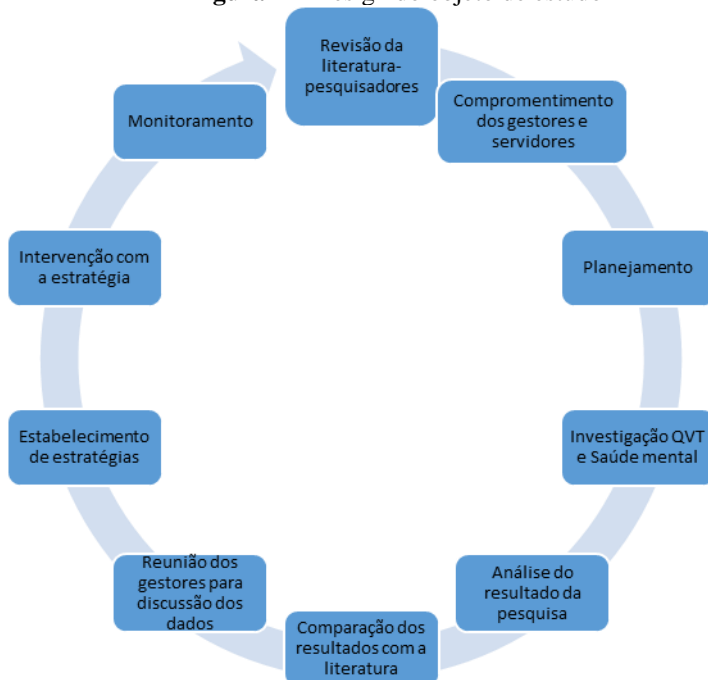 Revisão da
literatura-
pesquisadores
Compromentimento
dos gestores e
servidores
Planejamento
Investigação QVT
e Saúde mental
Análise do
resultado da
pesquisa
Comparação dos
resultados com a
literatura
Reunião dos
gestores para
discussão dos
dados
Estabelecimento
de estratégias
Intervenção com
a estratégia
Monitoramento